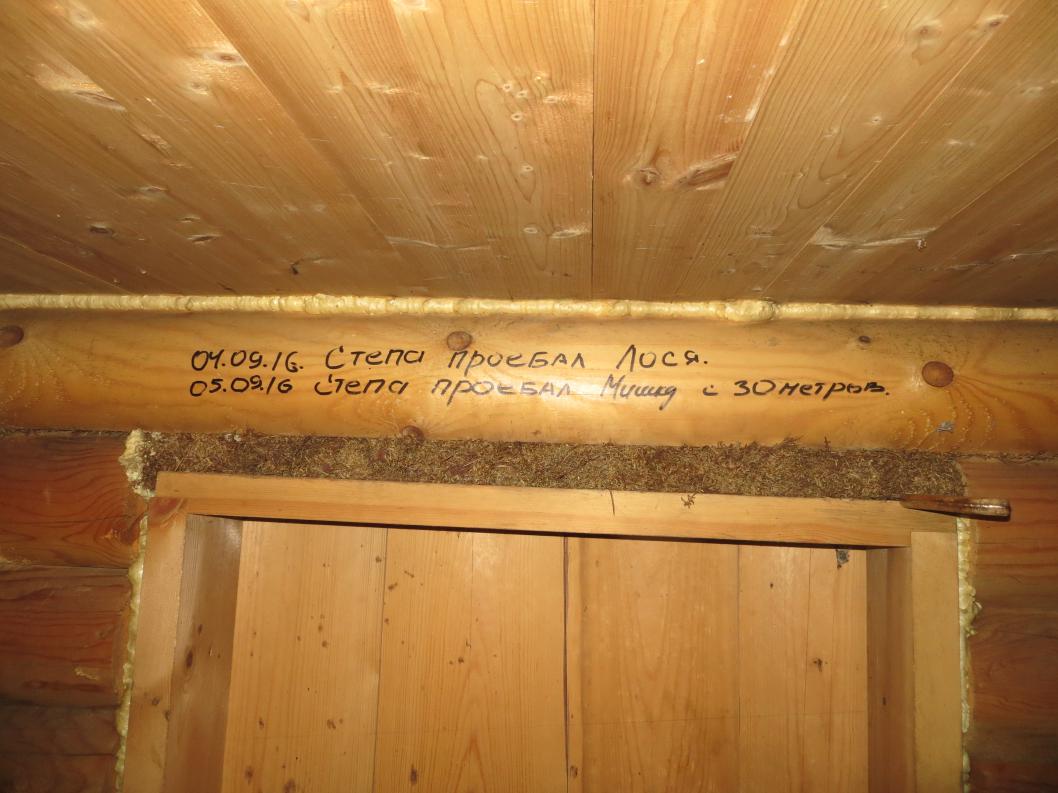 04.09.16. Степа проебал Лося.
05.09.16 Степа проебал Мишку с 30 метров.